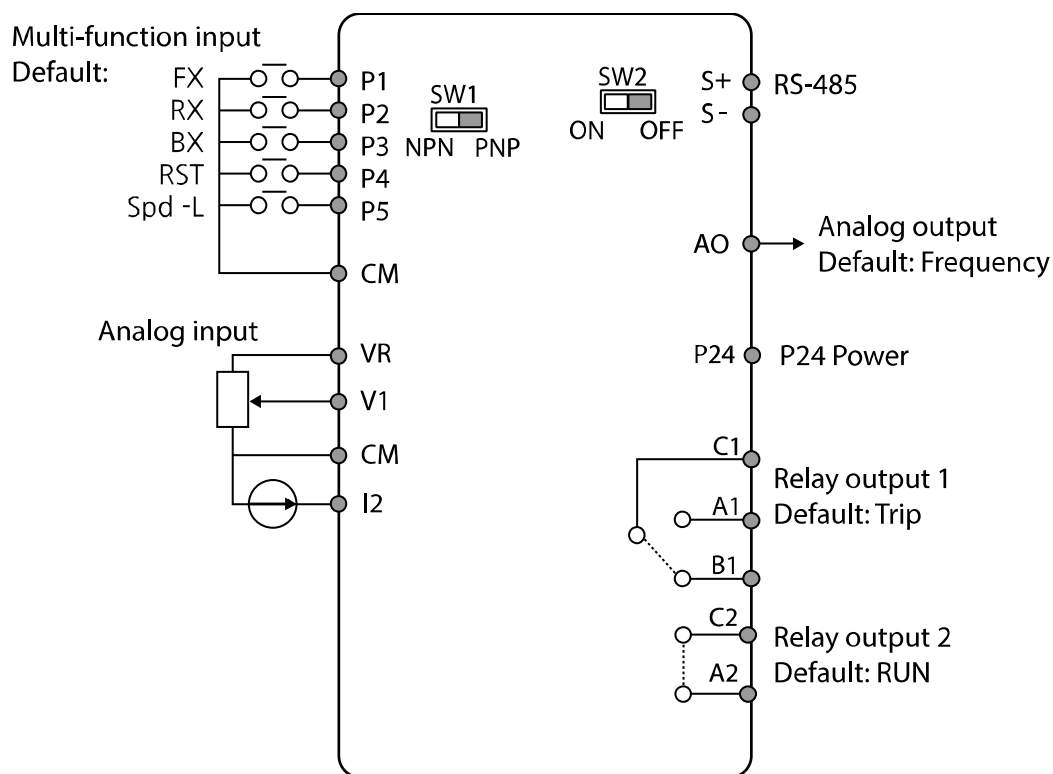 Multi-function input
Default:
FX
RX
BX
RST
Spd -L
P1
P2
P3
P4
P5
CM
SW1
NPN PNP
SW2
ON OFF
S+
S-
RS-485
AO
Analog output
Default: Frequency
Analog input
VR
V1
CM
I2
P24
P24 Power
C1
A1
B1
Relay output 1
Default: Trip
C2
A2
Relay output 2
Default: RUN